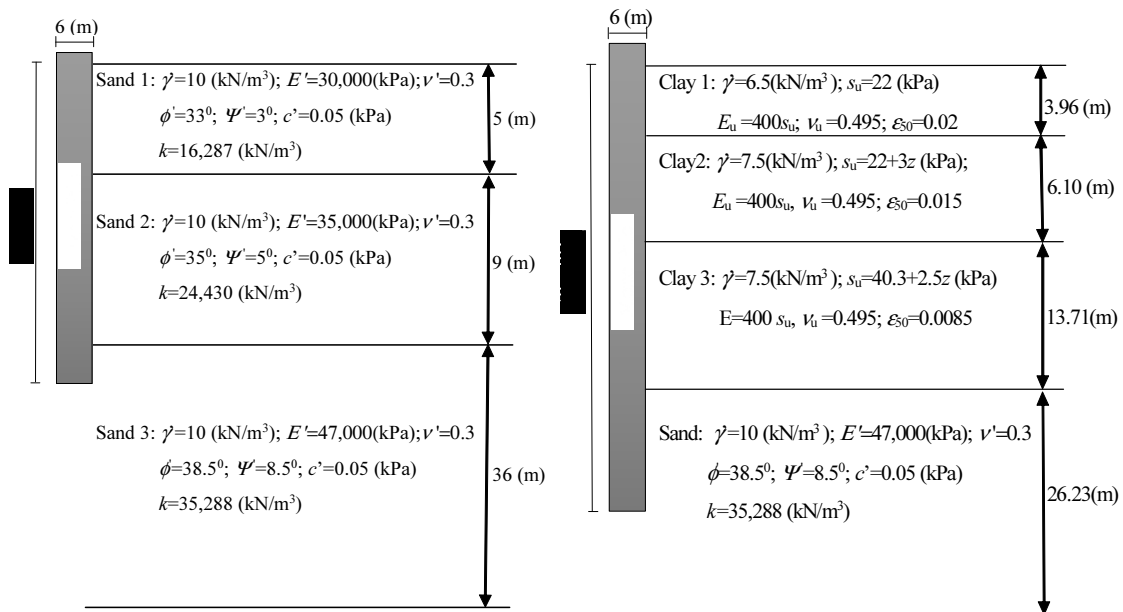 6 (m)
Sand 1: γ'=10 (kN/m³); E'=30,000(kPa); ν'=0.3
ϕ'=33⁰; Ψ'=3⁰; c'=0.05 (kPa)
k=16,287 (kN/m³)
5 (m)
Sand 2: γ'=10 (kN/m³); E'=35,000(kPa); ν'=0.3
ϕ'=35⁰; Ψ'=5⁰; c'=0.05 (kPa)
k=24,430 (kN/m³)
9 (m)
Sand 3: γ'=10 (kN/m³); E'=47,000(kPa); ν'=0.3
ϕ'=38.5⁰; Ψ'=8.5⁰; c'=0.05 (kPa)
k=35,288 (kN/m³)
36 (m)
6 (m)
Clay 1: γ'=6.5(kN/m³); sᵤ=22 (kPa)
Eᵤ=400sᵤ; νᵤ=0.495; ε₅₀=0.02
3.96 (m)
Clay2: γ'=7.5(kN/m³); sᵤ=22+3z (kPa);
Eᵤ=400sᵤ, νᵤ=0.495; ε₅₀=0.015
6.10 (m)
Clay 3: γ'=7.5(kN/m³); sᵤ=40.3+2.5z (kPa)
E=400 sᵤ, νᵤ=0.495; ε₅₀=0.0085
13.71(m)
Sand: γ'=10 (kN/m³); E'=47,000(kPa); ν'=0.3
ϕ'=38.5⁰; Ψ'=8.5⁰; c'=0.05 (kPa)
k=35,288 (kN/m³)
26.23(m)